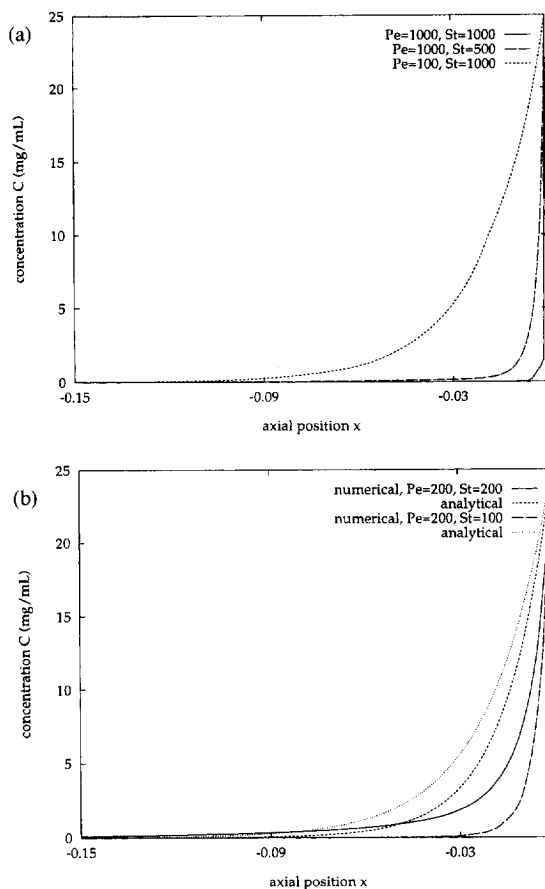 (a)
25
20
15
10
5
0
concentration C (mg/mL)
Pe=1000, St=1000
Pe=1000, St=500
Pe=100, St=1000
-0.15
-0.09
-0.03
axial position x
(b)
25
20
15
10
5
0
concentration C (mg/mL)
numerical, Pe=200, St=200
analytical
numerical, Pe=200, St=100
analytical
-0.15
-0.09
-0.03
axial position x